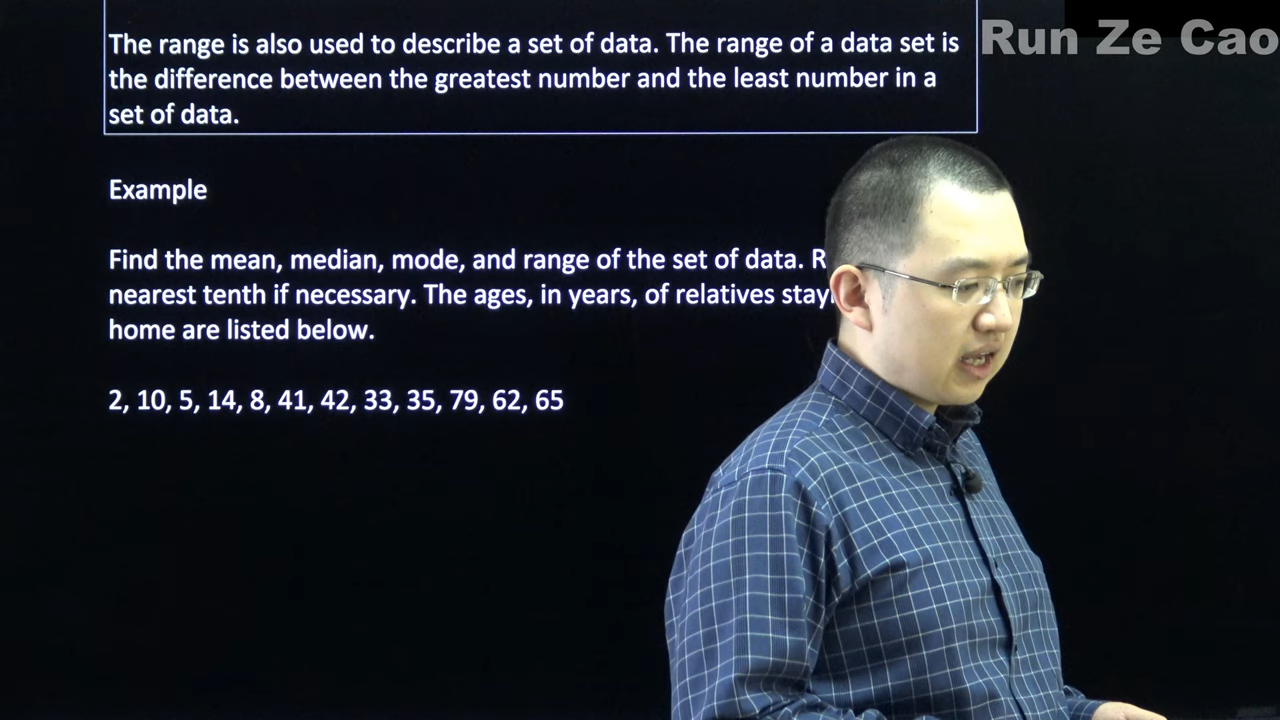 The range is also used to describe a set of data. The range of a data set is
the difference between the greatest number and the least number in a
set of data.
Run Ze Cao
Example
Find the mean, median, mode, and range of the set of data.
nearest tenth if necessary. The ages, in years, of relatives
home are listed below.
2, 10, 5, 14, 8, 41, 42, 33, 35, 79, 62, 65